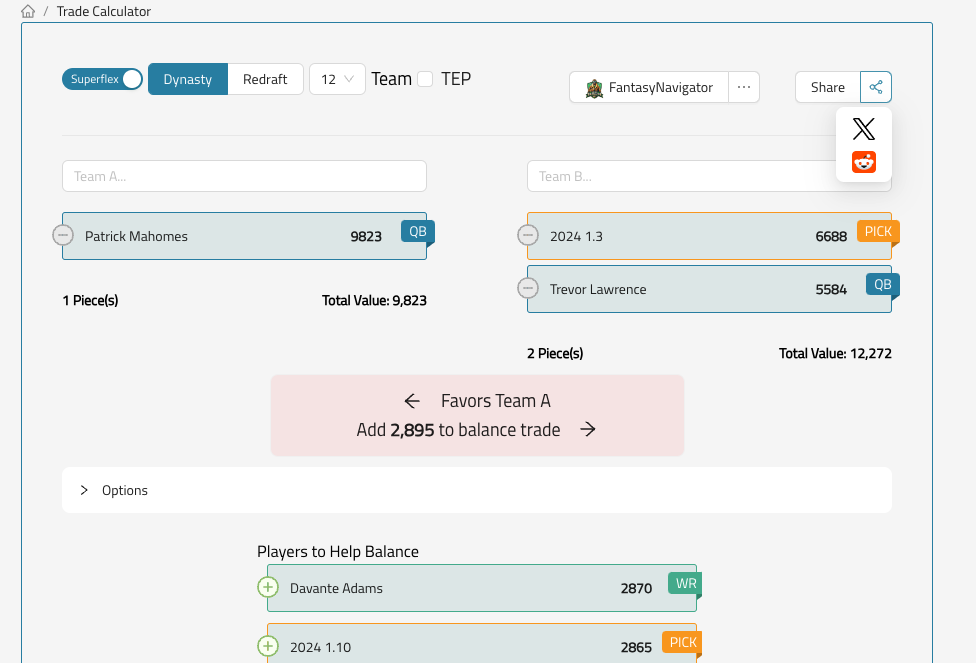 / Trade Calculator
Superflex Dynasty Redraft 12 Team TEP FantasyNavigator ... Share
Team A...
Team B...
Patrick Mahomes 9823 QB
2024 1.3 6688 PICK
Trevor Lawrence 5584 QB
1 Piece(s) Total Value: 9,823
2 Piece(s) Total Value: 12,272
← Favors Team A
Add 2,895 to balance trade →
> Options
Players to Help Balance
Davante Adams 2870 WR
2024 1.10 2865 PICK